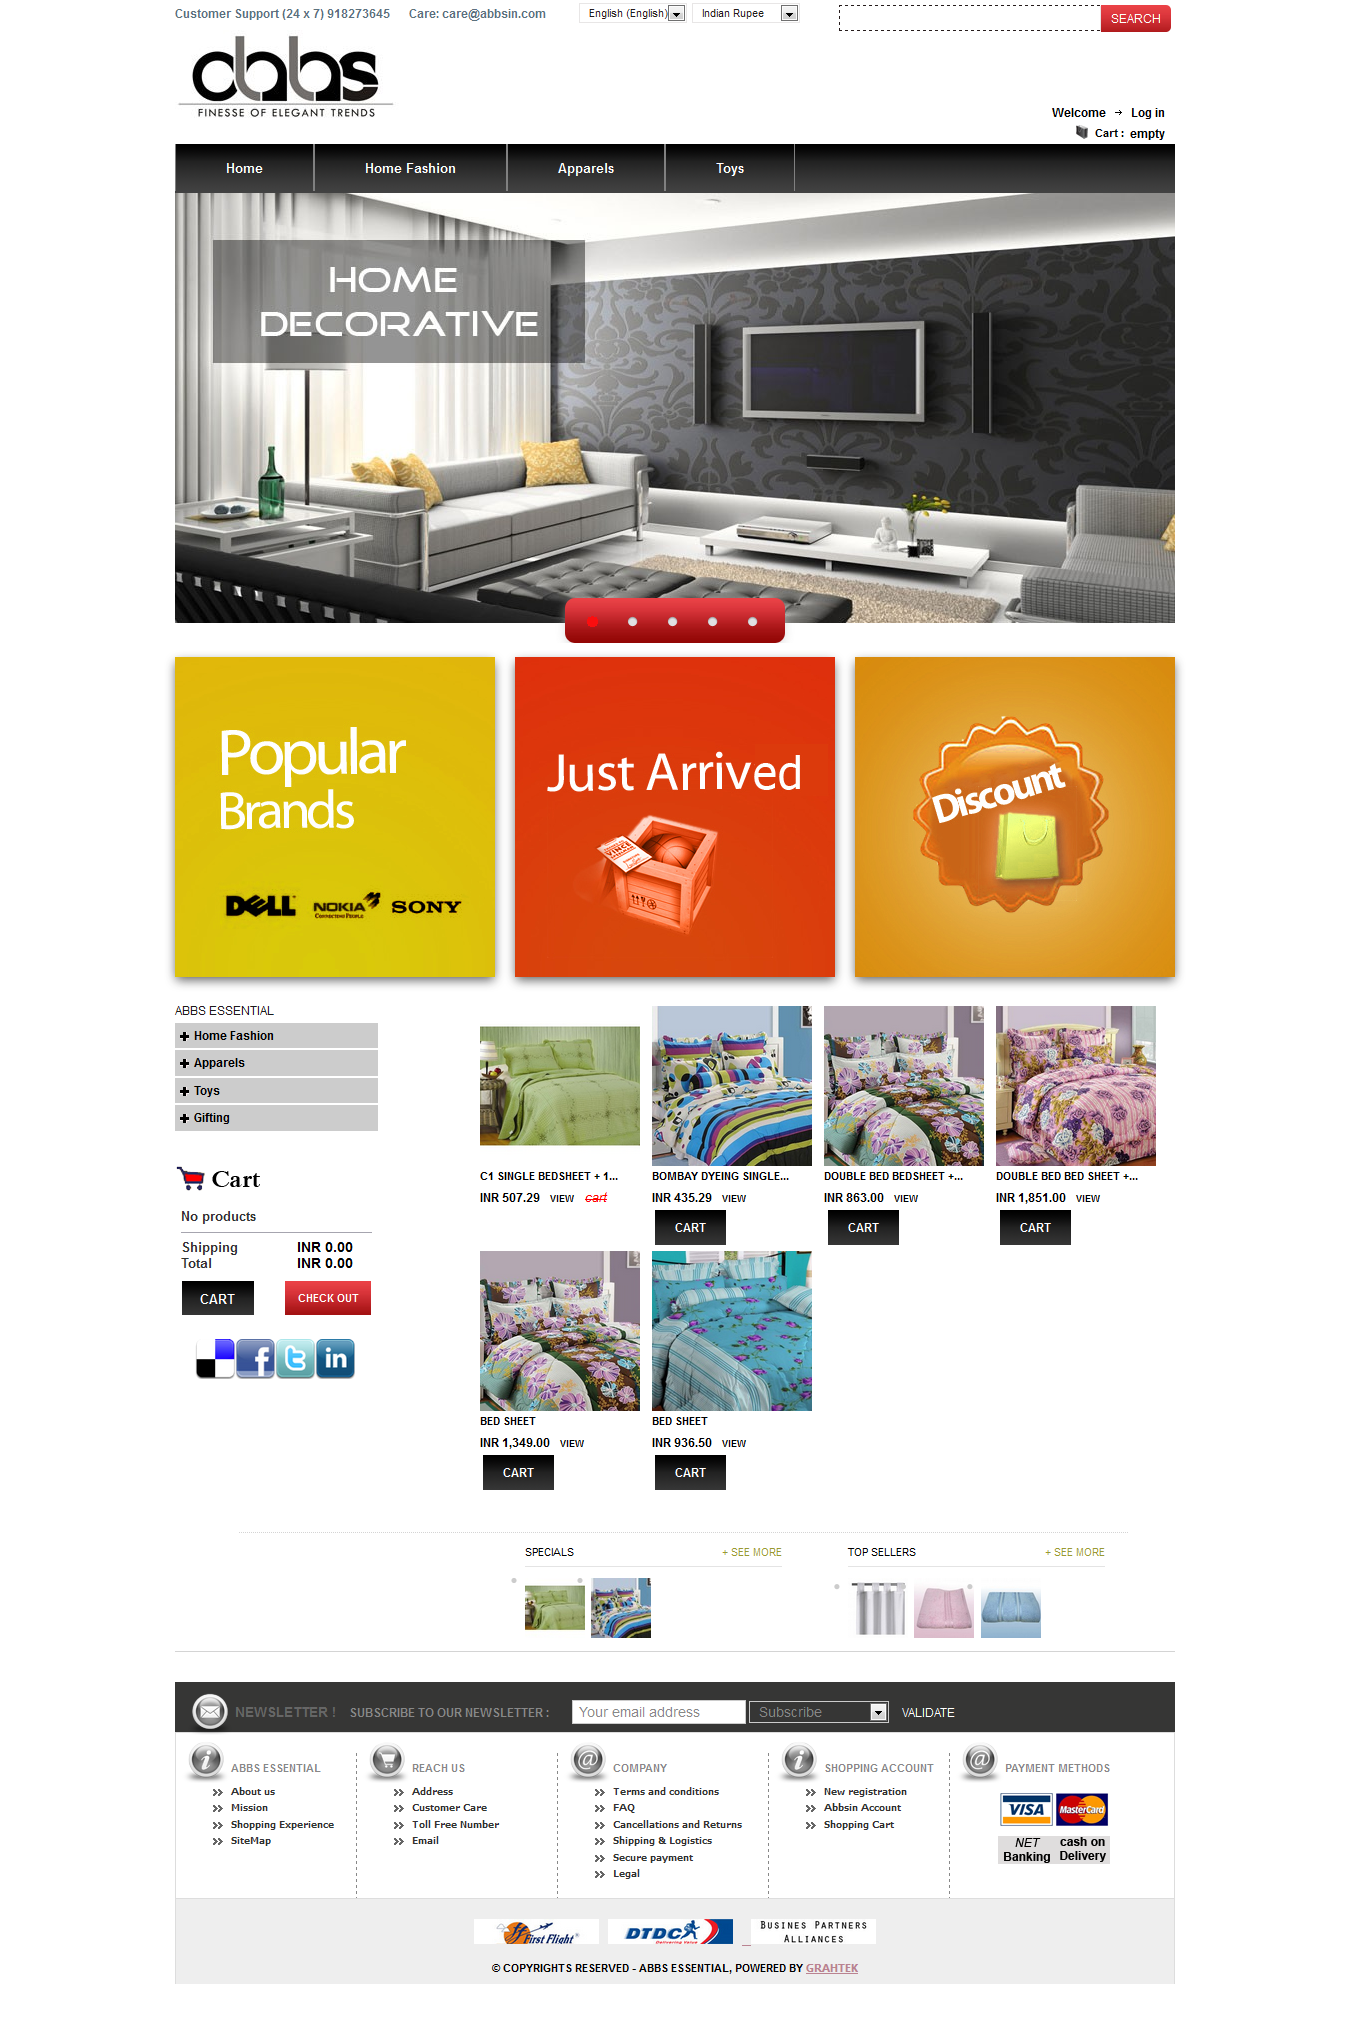 Customer Support (24 x 7) 918273645 Care: care@abbsin.com English (English) Indian Rupee SEARCH
abbs
FINESSE OF ELEGANT TRENDS
Welcome Log in
Cart : empty
Home Home Fashion Apparels Toys
HOME
DECORATIVE
Popular
Brands
DELL NOKIA SONY
CONNECTING PEOPLE
Just Arrived
VINCE
Discount
ABBS ESSENTIAL
Home Fashion
Apparels
Toys
Gifting
Cart
No products
Shipping INR 0.00
Total INR 0.00
CART CHECK OUT
in
C1 SINGLE BEDSHEET + 1... BOMBAY DYEING SINGLE... DOUBLE BED BEDSHEET +... DOUBLE BED BED SHEET +...
INR 507.29 VIEW cart INR 435.29 VIEW INR 863.00 VIEW INR 1,851.00 VIEW
CART CART CART
BED SHEET BED SHEET
INR 1,349.00 VIEW INR 936.50 VIEW
CART CART
SPECIALS + SEE MORE TOP SELLERS + SEE MORE
NEWSLETTER ! SUBSCRIBE TO OUR NEWSLETTER : Your email address Subscribe VALIDATE
ABBS ESSENTIAL
About us
Mission
Shopping Experience
SiteMap
REACH US
Address
Customer Care
Toll Free Number
Email
COMPANY
Terms and conditions
FAQ
Cancellations and Returns
Shipping & Logistics
Secure payment
Legal
SHOPPING ACCOUNT
New registration
Abbsin Account
Shopping Cart
PAYMENT METHODS
VISA MasterCard
NET Banking cash on Delivery
First Flight DTDC Delivering Value BUSINES PARTNERS
ALLIANCES
© COPYRIGHTS RESERVED - ABBS ESSENTIAL, POWERED BY GRAHTEK